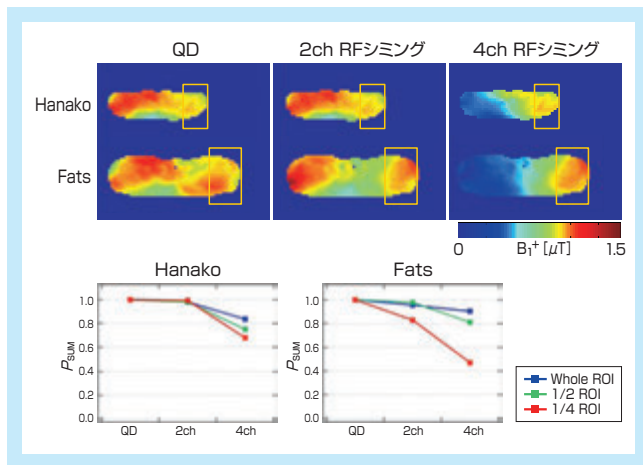 QD 2ch RFシミング 4ch RFシミング
Hanako
Fats
0 B₁⁺ [μT] 1.5
Hanako Fats
PSUM
1.0
0.8
0.6
0.4
0.2
0.0
QD 2ch 4ch
PSUM
1.0
0.8
0.6
0.4
0.2
0.0
QD 2ch 4ch
Whole ROI
1/2 ROI
1/4 ROI